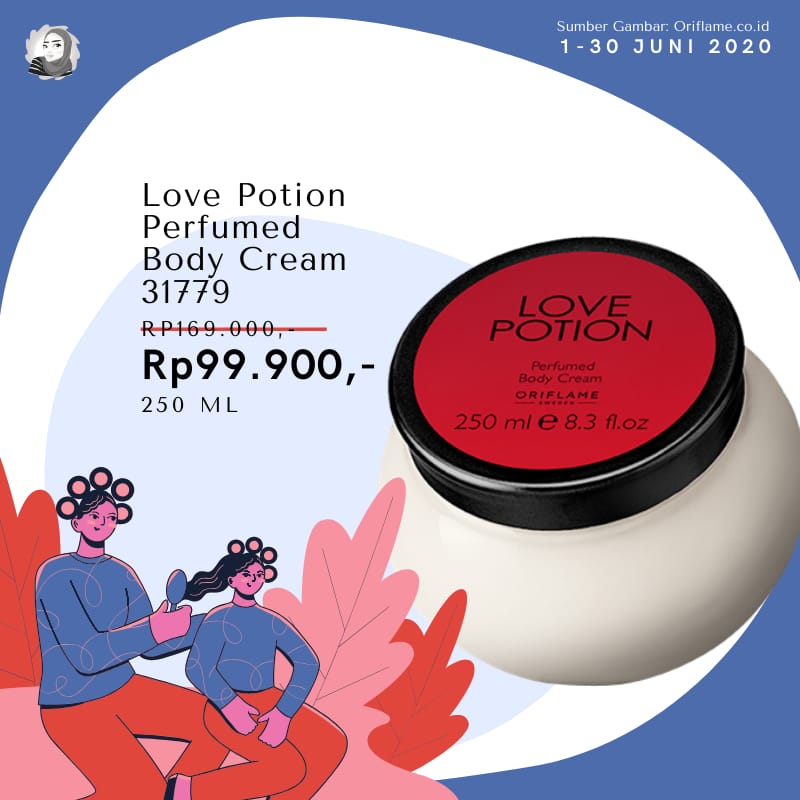 Sumber Gambar: Oriflame.co.id
1-30 JUNI 2020
Love Potion
Perfumed
Body Cream
31779
RP169.000,-
Rp99.900,-
250 ML
LOVE
POTION
Perfumed
Body Cream
ORIFLAME
SWEDEN
250 ml e 8.3 fl.oz